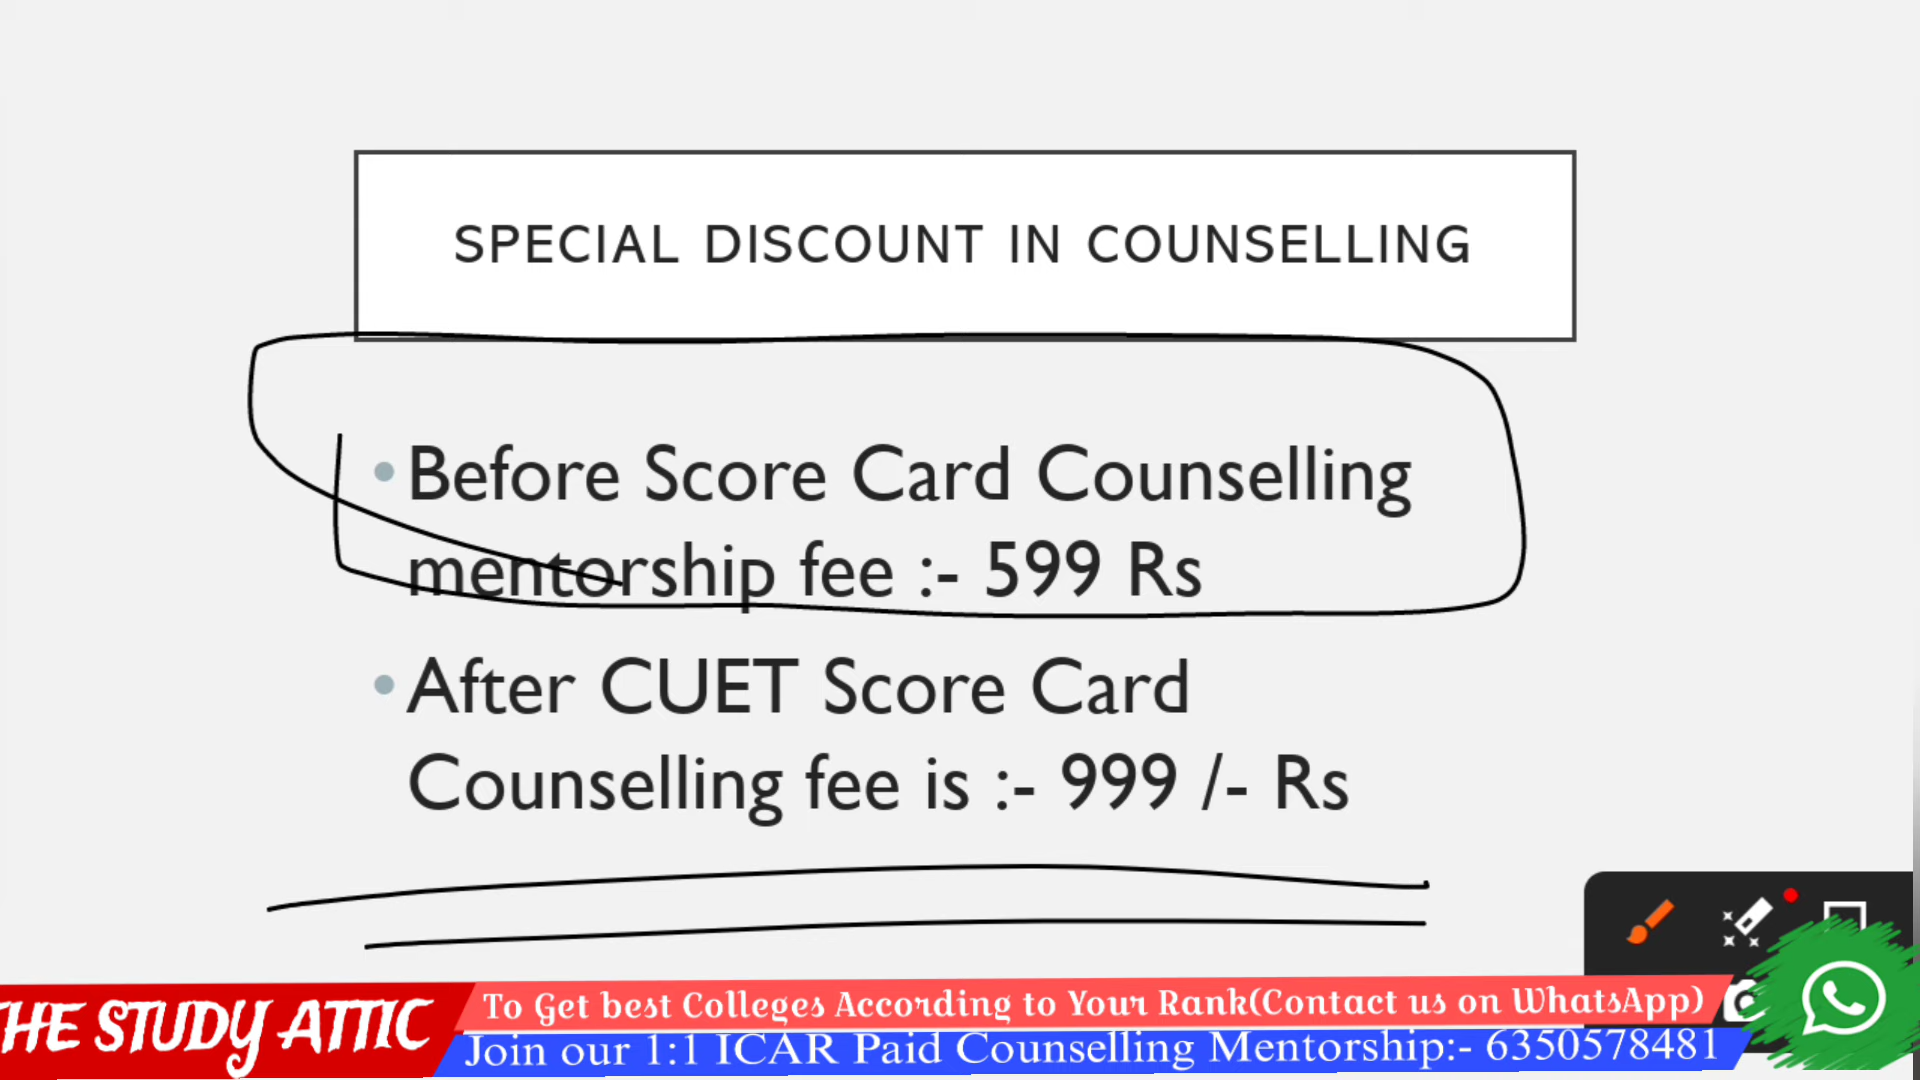 SPECIAL DISCOUNT IN COUNSELLING
• Before Score Card Counselling
mentorship fee :- 599 Rs
• After CUET Score Card
Counselling fee is :- 999 /- Rs
HE STUDY ATTIC
To Get best Colleges According to Your Rank(Contact us on WhatsApp)
Join our 1:1 ICAR Paid Counselling Mentorship:- 6350578481